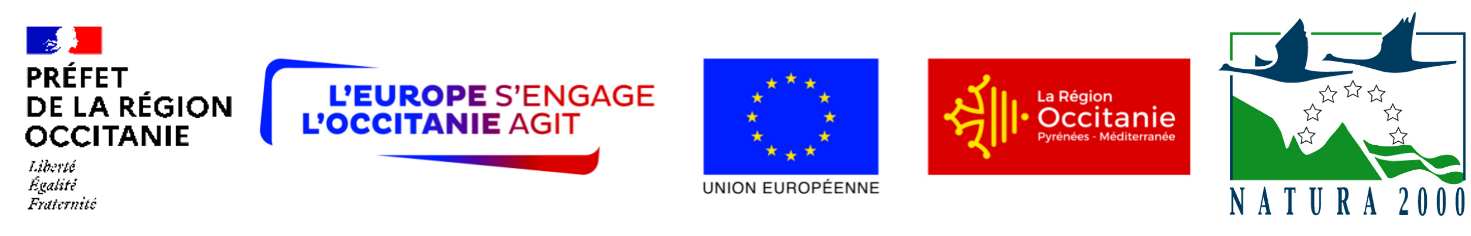 PRÉFET
DE LA RÉGION
OCCITANIE
Liberté
Égalité
Fraternité
L'EUROPE S'ENGAGE
L'OCCITANIE AGIT
UNION EUROPÉENNE
La Région
Occitanie
Pyrénées - Méditerranée
NATURA 2000